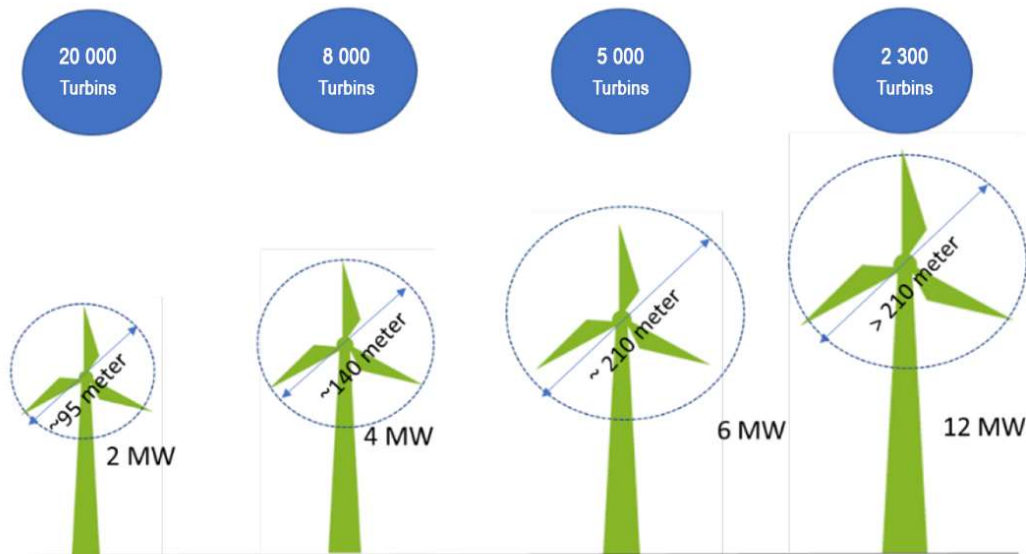 20 000
Turbins
8 000
Turbins
5 000
Turbins
2 300
Turbins
~95 meter
2 MW
~140 meter
4 MW
~ 210 meter
6 MW
> 210 meter
12 MW